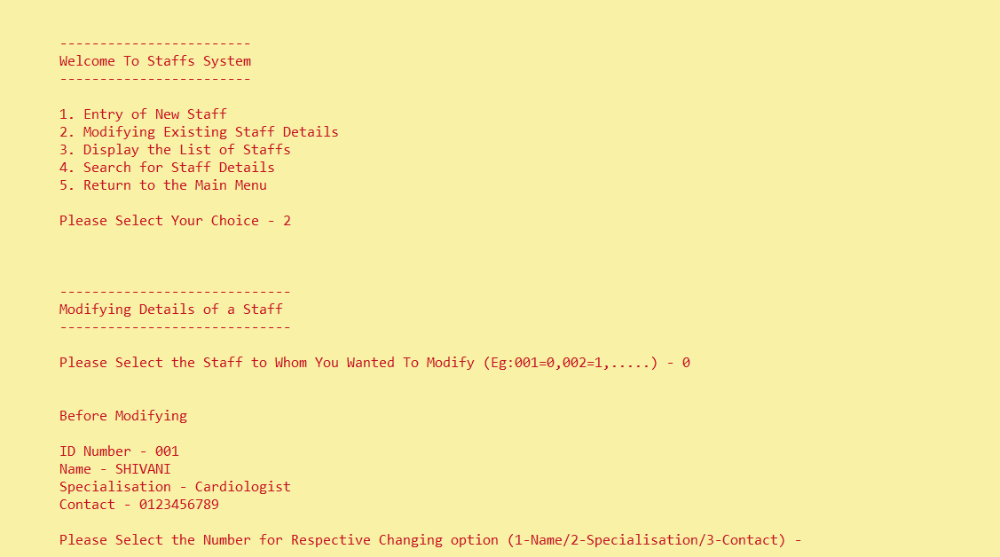 ------------------------
Welcome To Staffs System
------------------------
1. Entry of New Staff
2. Modifying Existing Staff Details
3. Display the List of Staffs
4. Search for Staff Details
5. Return to the Main Menu
Please Select Your Choice - 2
-----------------------------
Modifying Details of a Staff
-----------------------------
Please Select the Staff to Whom You Wanted To Modify (Eg:001=0,002=1,.....) - 0
Before Modifying
ID Number - 001
Name - SHIVANI
Specialisation - Cardiologist
Contact - 0123456789
Please Select the Number for Respective Changing option (1-Name/2-Specialisation/3-Contact) -